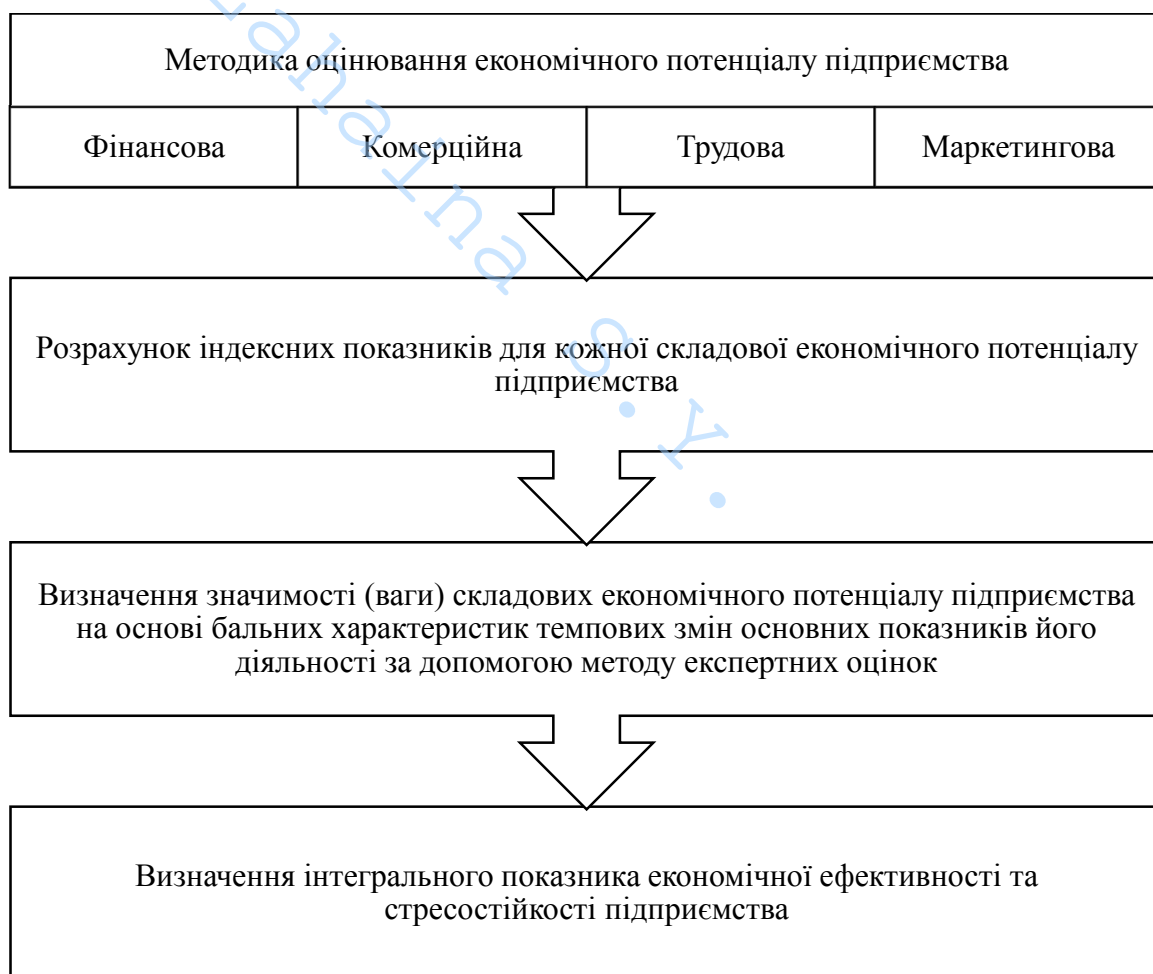 Методика оцінювання економічного потенціалу підприємства
Фінансова
Комерційна
Трудова
Маркетингова
Розрахунок індексних показників для кожної складової економічного потенціалу
підприємства
Визначення значимості (ваги) складових економічного потенціалу підприємства
на основі бальних характеристик темпових змін основних показників його
діяльності за допомогою методу експертних оцінок
Визначення інтегрального показника економічної ефективності та
стресостійкості підприємства
S.Y.